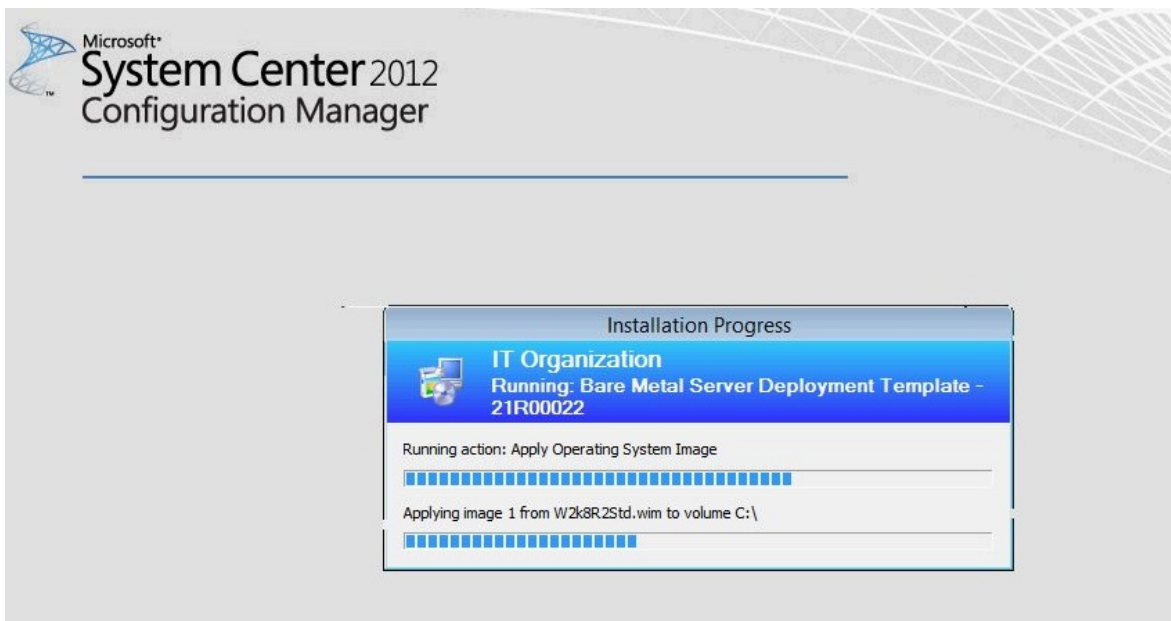 Microsoft®
System Center 2012
Configuration Manager
Installation Progress
IT Organization
Running: Bare Metal Server Deployment Template -
21R00022
Running action: Apply Operating System Image
Applying image 1 from W2k8R2Std.wim to volume C:\